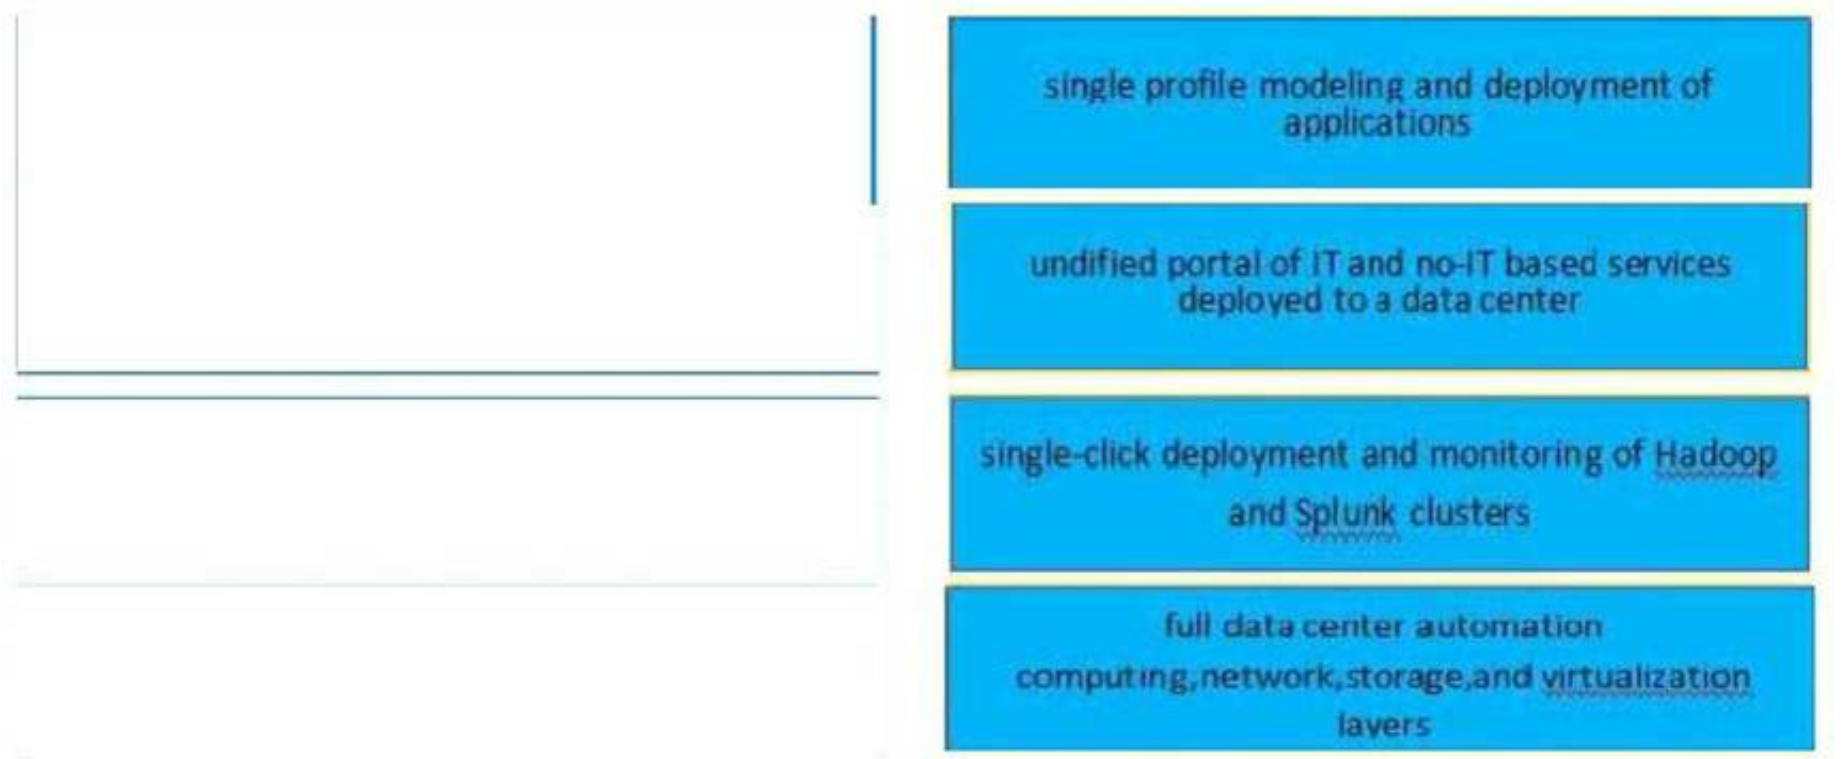 single profile modeling and deployment of
applications
undified portal of IT and no-IT based services
deployed to a data center
single-click deployment and monitoring of Hadoop
and Splunk clusters
full data center automation
computing,network,storage,and virtualization
layers